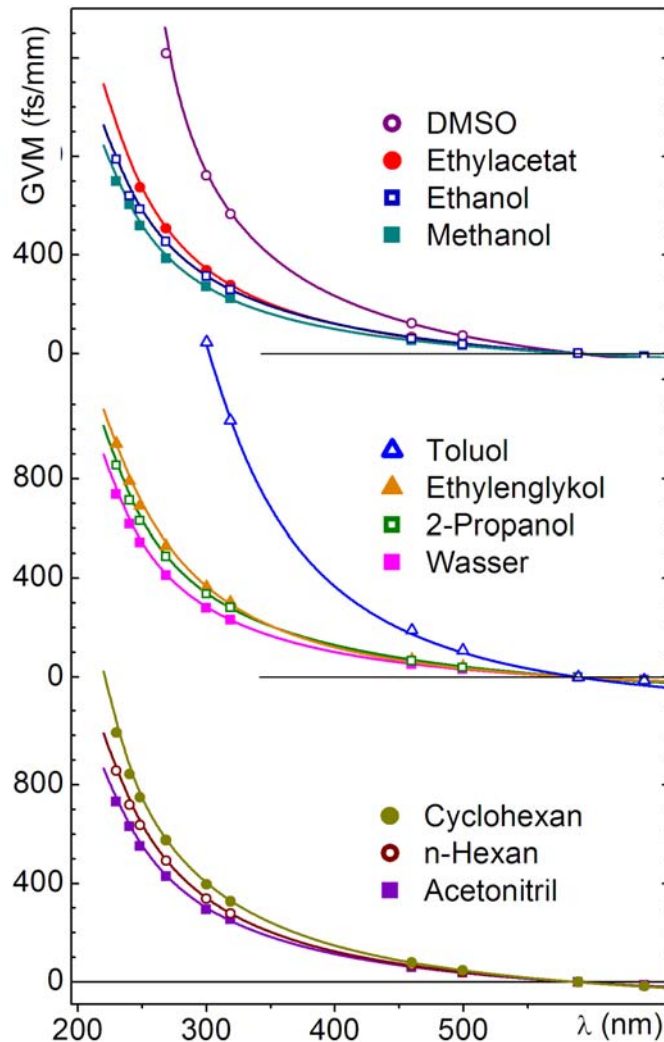 GVM (fs/mm)
DMSO
Ethylacetat
Ethanol
Methanol
400
0
Toluol
Ethylenglykol
2-Propanol
Wasser
800
400
0
Cyclohexan
n-Hexan
Acetonitril
800
400
0
200 300 400 500 λ (nm)